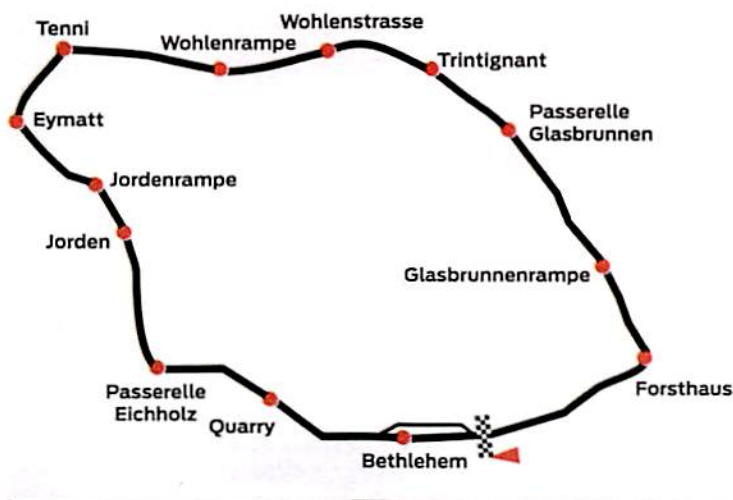 Tenni
Wohlenrampe
Wohlenstrasse
Trintignant
Passerelle
Glasbrunnen
Eymatt
Jordenrampe
Jorden
Glasbrunnenrampe
Passerelle
Eichholz
Quarry
Bethlehem
Forsthaus